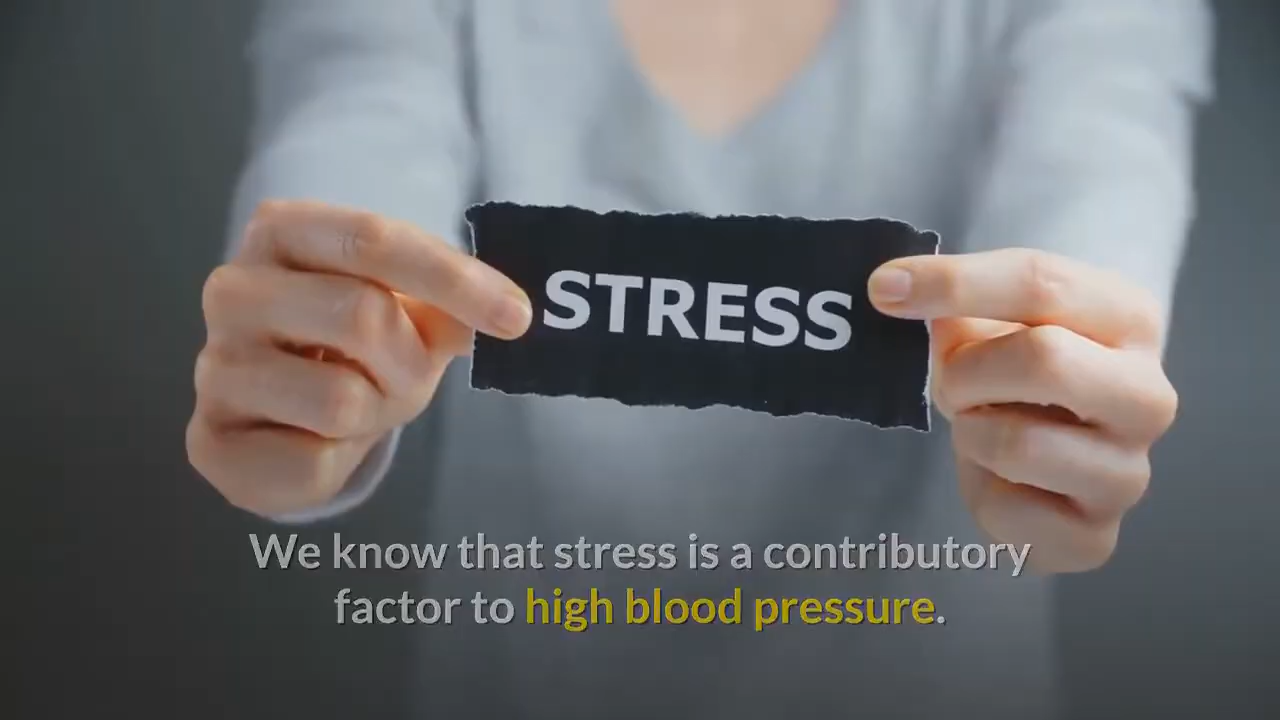 STRESS
We know that stress is a contributory
factor to high blood pressure.